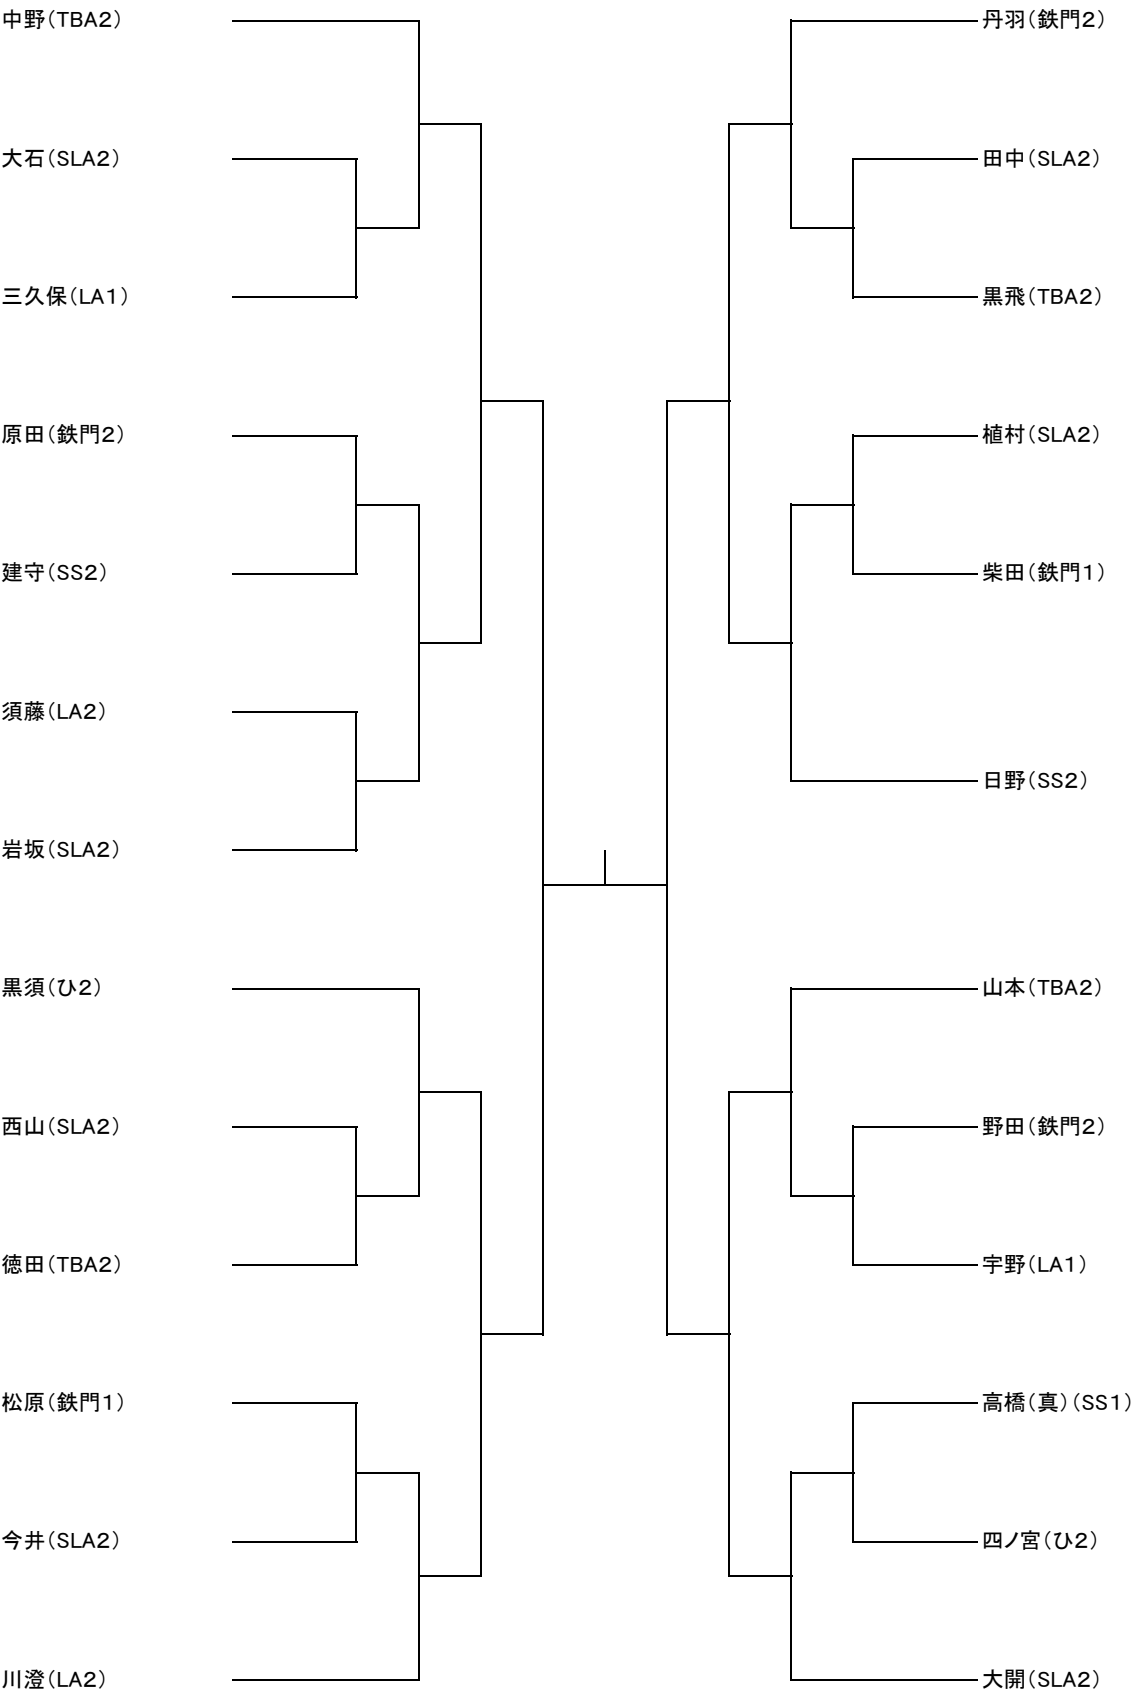 中野（TBA2）
大石（SLA2）
三久保（LA1）
原田（鉄門2）
建守（SS2）
須藤（LA2）
岩坂（SLA2）
黒須（ひ2）
西山（SLA2）
徳田（TBA2）
松原（鉄門1）
今井（SLA2）
川澄（LA2）
丹羽（鉄門2）
田中（SLA2）
黒飛（TBA2）
植村（SLA2）
柴田（鉄門1）
日野（SS2）
山本（TBA2）
野田（鉄門2）
宇野（LA1）
高橋（真）（SS1）
四ノ宮（ひ2）
大開（SLA2）